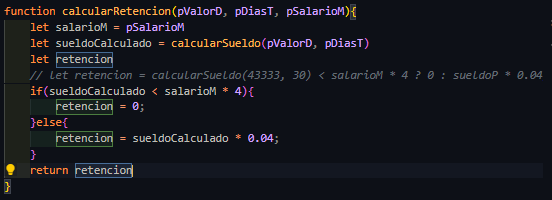 function calcularRetencion(pValorD, pDiasT, pSalarioM){
    let salarioM = pSalarioM
    let sueldoCalculado = calcularSueldo(pValorD, pDiasT)
    let retencion
    // let retencion = calcularSueldo(43333, 30) < salarioM * 4 ? 0 : sueldoP * 0.04
    if(sueldoCalculado < salarioM * 4){
        retencion = 0;
    }else{
        retencion = sueldoCalculado * 0.04;
    }
    return retencion
}